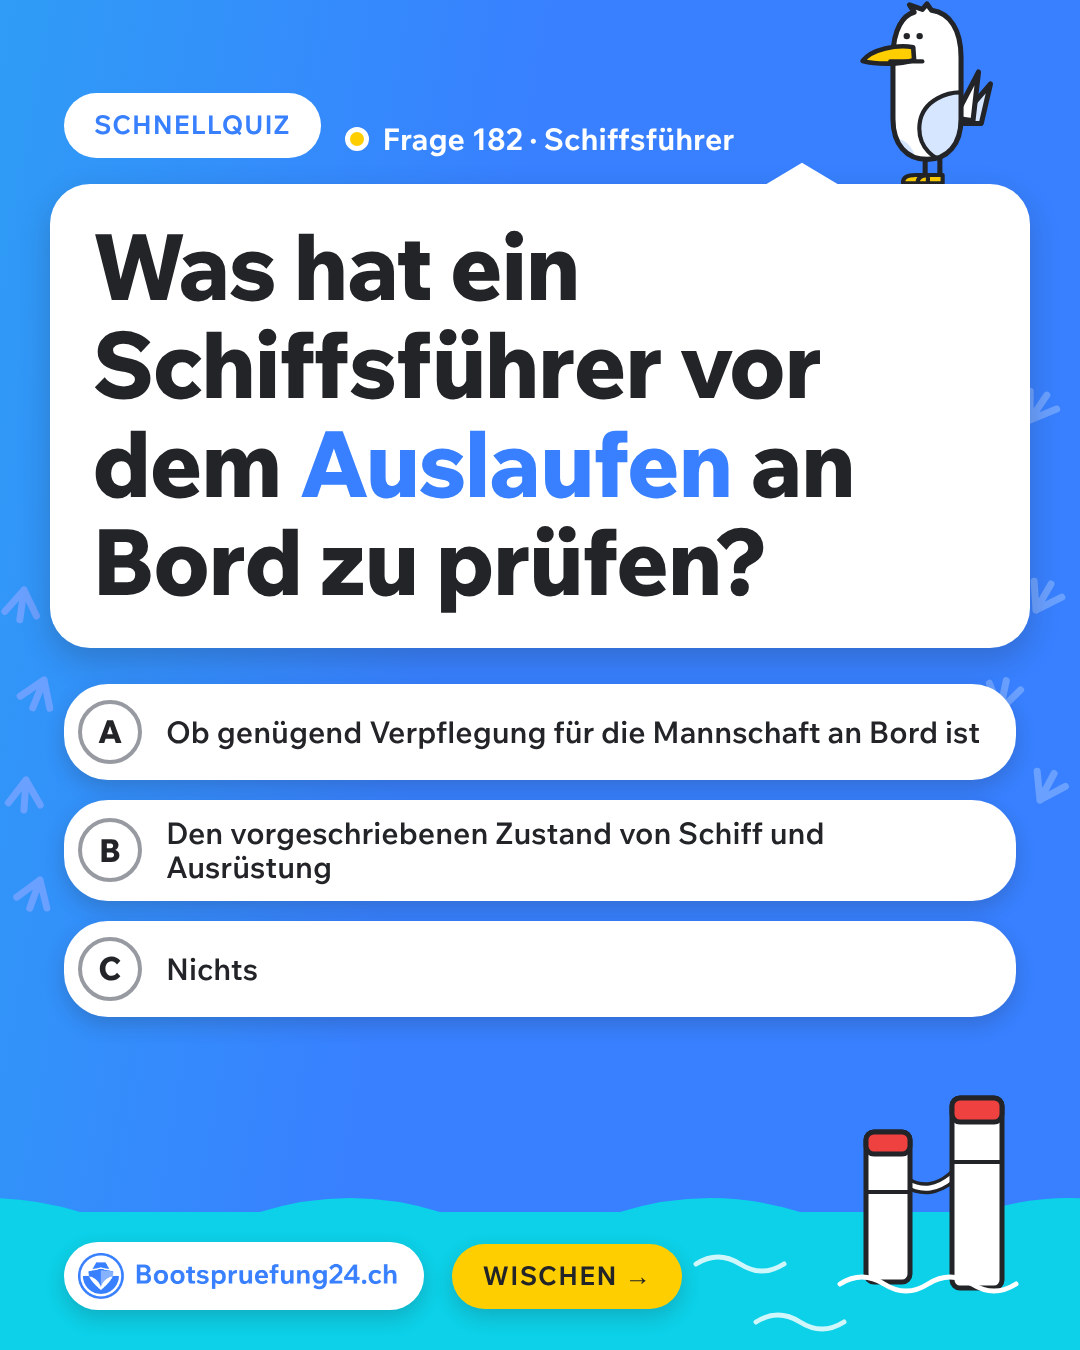 SCHNELLQUIZ
Frage 182 · Schiffsführer
Was hat ein
Schiffsführer vor
dem Auslaufen an
Bord zu prüfen?
A Ob genügend Verpflegung für die Mannschaft an Bord ist
B Den vorgeschriebenen Zustand von Schiff und
Ausrüstung
C Nichts
Bootspruefung24.ch
WISCHEN →